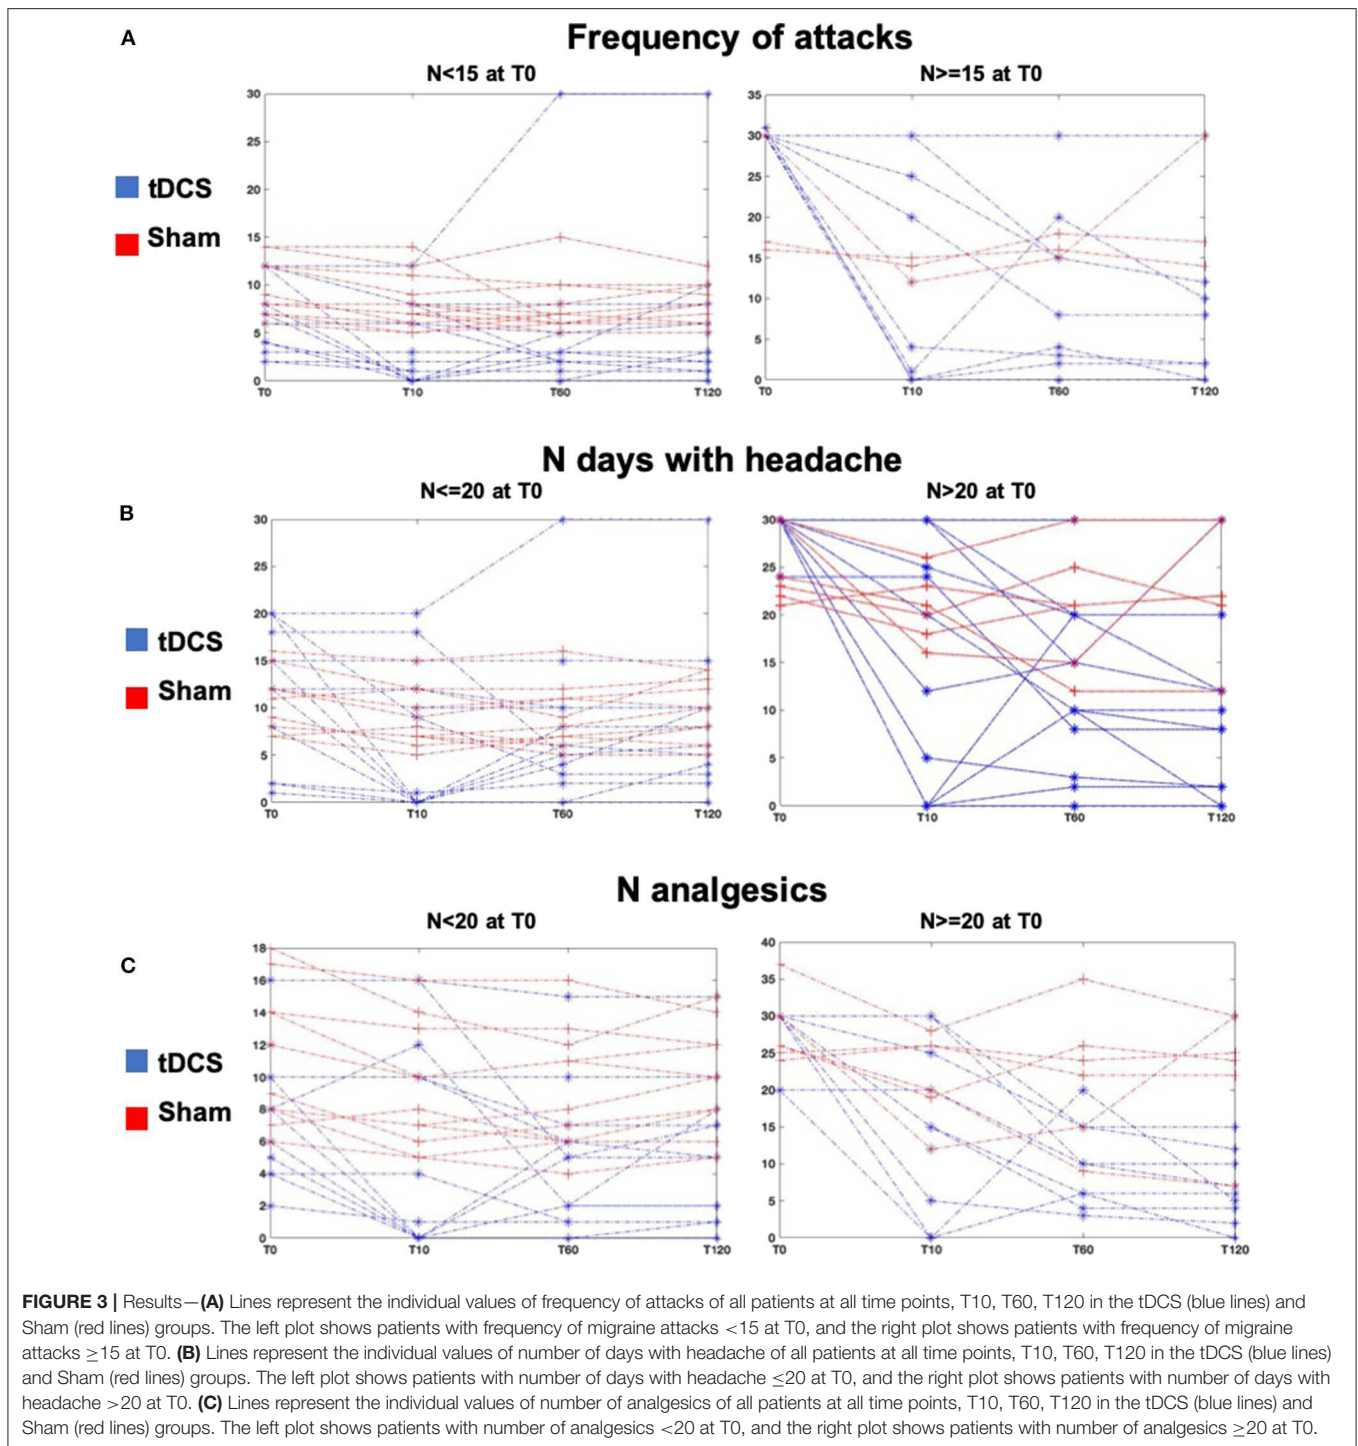 A
Frequency of attacks
N<15 at T0
N>=15 at T0
30
25
20
15
10
5
0
T0 T10 T60 T120
35
30
25
20
15
10
5
0
T0 T10 T60 T120
tDCS
Sham
N days with headache
N<=20 at T0
N>20 at T0
B
30
25
20
15
10
5
0
T0 T10 T60 T120
30
25
20
15
10
5
0
T0 T10 T60 T120
tDCS
Sham
N analgesics
N<20 at T0
N>=20 at T0
C
18
16
14
12
10
8
6
4
2
0
T0 T10 T60 T120
40
35
30
25
20
15
10
5
0
T0 T10 T60 T120
tDCS
Sham
FIGURE 3 | Results—(A) Lines represent the individual values of frequency of attacks of all patients at all time points, T10, T60, T120 in the tDCS (blue lines) and
Sham (red lines) groups. The left plot shows patients with frequency of migraine attacks <15 at T0, and the right plot shows patients with frequency of migraine
attacks ≥15 at T0. (B) Lines represent the individual values of number of days with headache of all patients at all time points, T10, T60, T120 in the tDCS (blue lines)
and Sham (red lines) groups. The left plot shows patients with number of days with headache ≤20 at T0, and the right plot shows patients with number of days with
headache >20 at T0. (C) Lines represent the individual values of number of analgesics of all patients at all time points, T10, T60, T120 in the tDCS (blue lines) and
Sham (red lines) groups. The left plot shows patients with number of analgesics <20 at T0, and the right plot shows patients with number of analgesics ≥20 at T0.